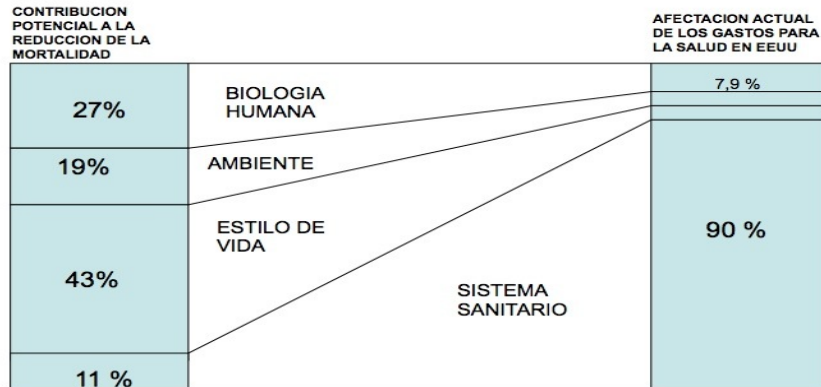 CONTRIBUCION
POTENCIAL A LA
REDUCCION DE LA
MORTALIDAD
AFECTACION ACTUAL
DE LOS GASTOS PARA
LA SALUD EN EEUU
27%
BIOLOGIA
HUMANA
7,9 %
19%
AMBIENTE
43%
ESTILO DE
VIDA
90 %
SISTEMA
SANITARIO
11 %